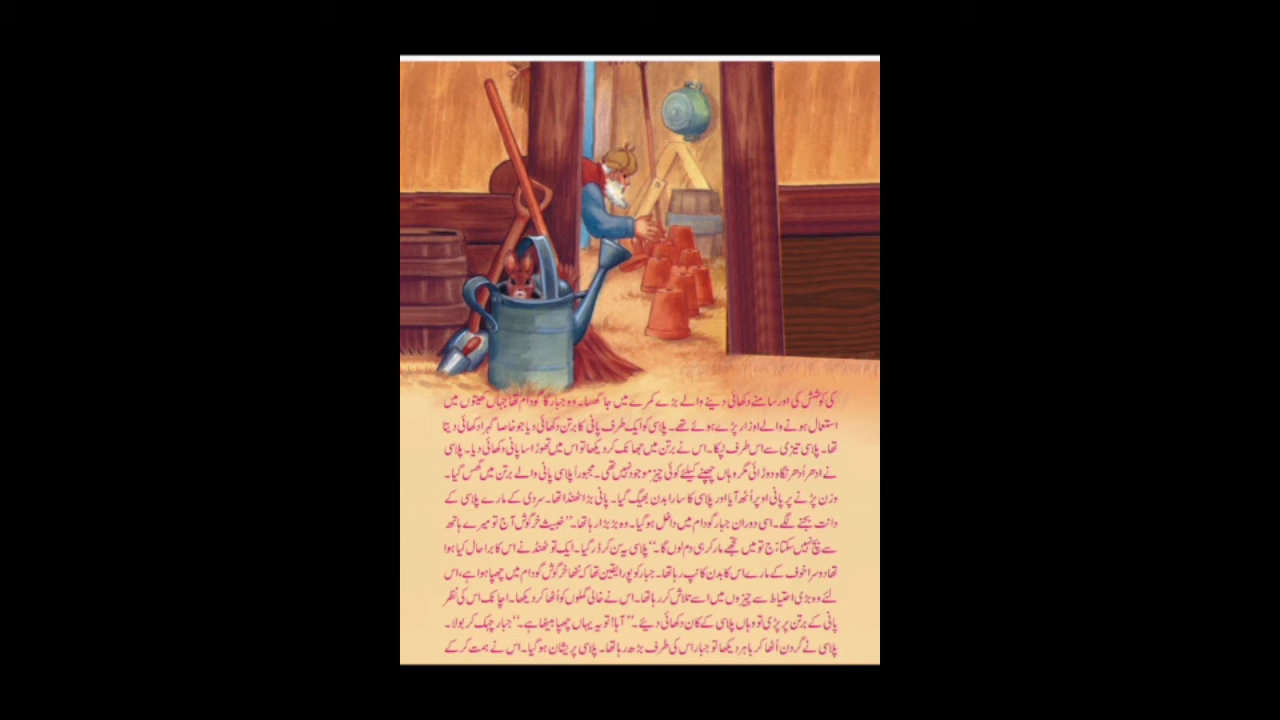 کی کوشش کی اور سامنے دکھائی دینے والے بڑے کمرے میں جا گھسا۔ وہ جبار کا گودام تھا جہاں کھیتوں میں
استعمال ہونے والے اوزار پڑے ہوئے تھے۔ پلاسی کو ایک طرف پانی کا برتن دکھائی دیا جو خاصا گہرا دکھائی دیتا
تھا۔ پلاسی تیزی سے اس طرف لپکا۔ اس نے برتن میں جھانک کر دیکھا تو اس میں تھوڑا سا پانی دکھائی دیا۔ پلاسی
نے ادھر اُدھر نگاہ دوڑائی مگر وہاں چھپنے کیلئے کوئی چیز موجود نہیں تھی۔ مجبوراً پلاسی پانی والے برتن میں گھس گیا۔
وزن پڑنے پر پانی اوپر اُٹھ آیا اور پلاسی کا سارا بدن بھیگ گیا۔ پانی بڑا ٹھنڈا تھا۔ سردی کے مارے پلاسی کے
دانت بجنے لگے۔ اسی دوران جبار گودام میں داخل ہو گیا۔ وہ بڑبڑا رہا تھا۔ ’’خبیث خرگوش آج تو میرے ہاتھ
سے بچ نہیں سکتا، آج تو میں تجھے مار کر ہی دم لوں گا۔‘‘ پلاسی یہ سن کر ڈر گیا۔ ایک تو ٹھنڈ نے اس کا برا حال کیا ہوا
تھا دوسرا خوف کے مارے اس کا بدن کانپ رہا تھا۔ جبار کو پورا یقین تھا کہ ننھا خرگوش گودام میں چھپا ہوا ہے، اس
لئے وہ بڑی احتیاط سے چیزوں میں اسے تلاش کر رہا تھا۔ اس نے خالی گملوں کو اُٹھا کر دیکھا۔ اچانک اس کی نظر
پانی کے برتن پر پڑی تو وہاں پلاسی کے کان دکھائی دیئے۔ ’’آہا! تو یہ یہاں چھپا بیٹھا ہے۔‘‘ جبار چہک کر بولا۔
پلاسی نے گردن اُٹھا کر باہر دیکھا تو جبار اس کی طرف بڑھ رہا تھا۔ پلاسی پریشان ہو گیا۔ اس نے ہمت کر کے